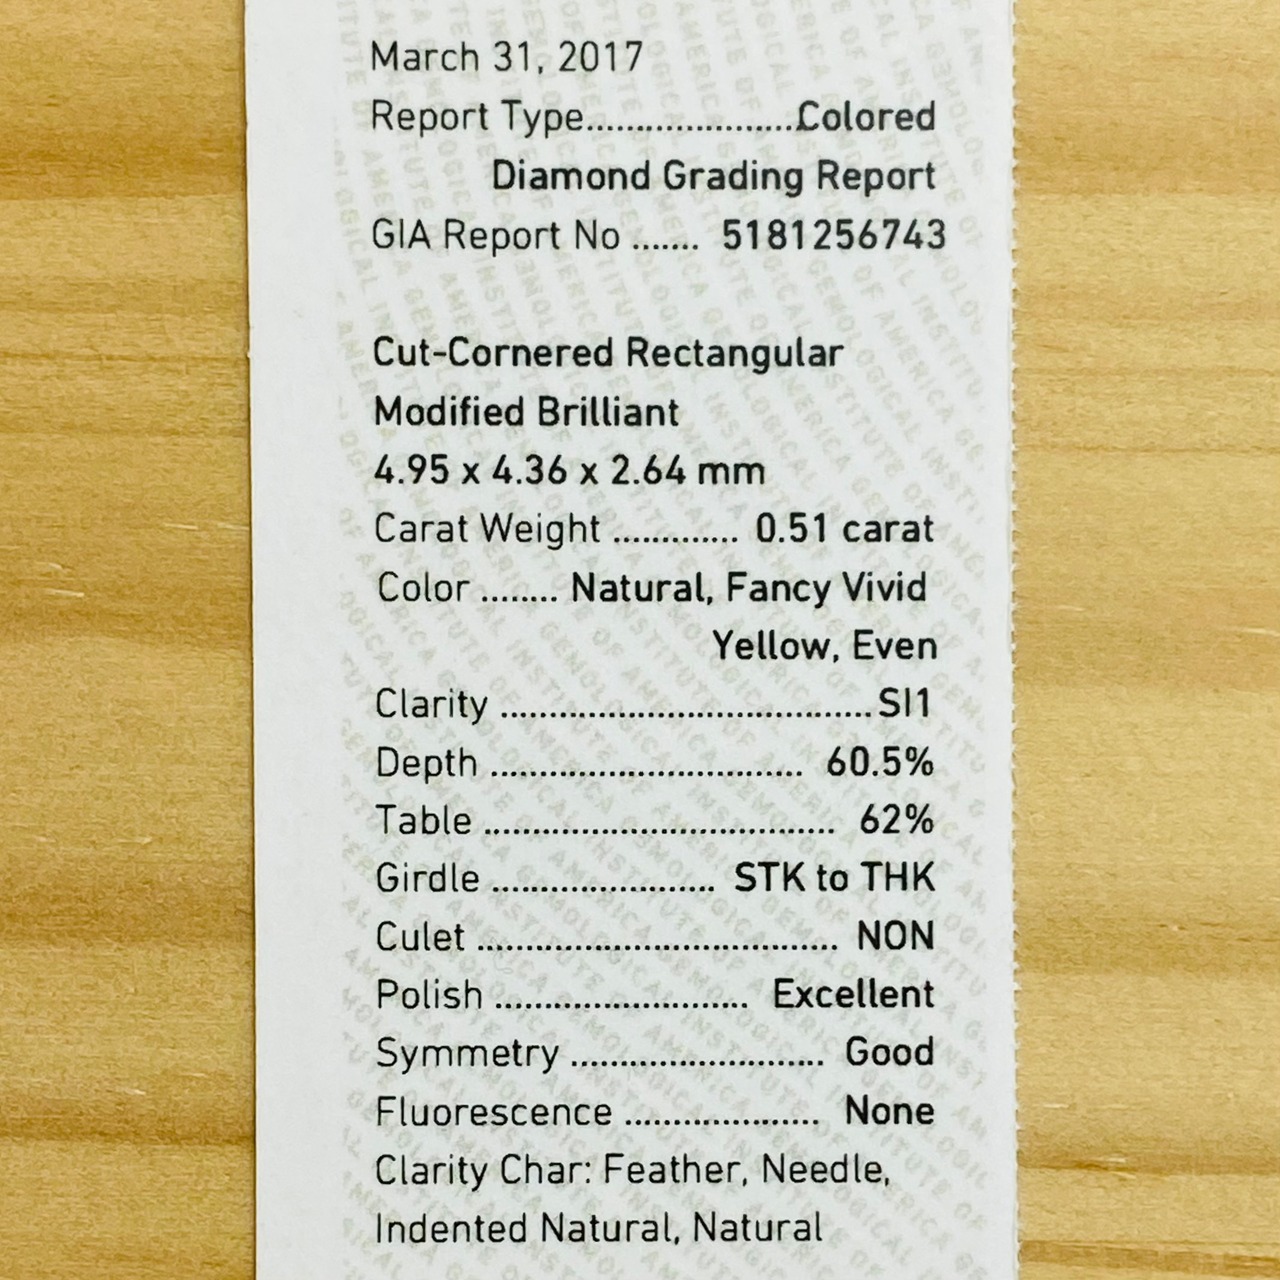 March 31, 2017
Report Type.....................Colored
Diamond Grading Report
GIA Report No ....... 5181256743
Cut-Cornered Rectangular
Modified Brilliant
4.95 x 4.36 x 2.64 mm
Carat Weight ............. 0.51 carat
Color ........ Natural, Fancy Vivid
Yellow, Even
Clarity ......................................SI1
Depth ................................ 60.5%
Table .................................... 62%
Girdle ....................... STK to THK
Culet ..................................... NON
Polish .......................... Excellent
Symmetry .......................... Good
Fluorescence .................... None
Clarity Char: Feather, Needle,
Indented Natural, Natural